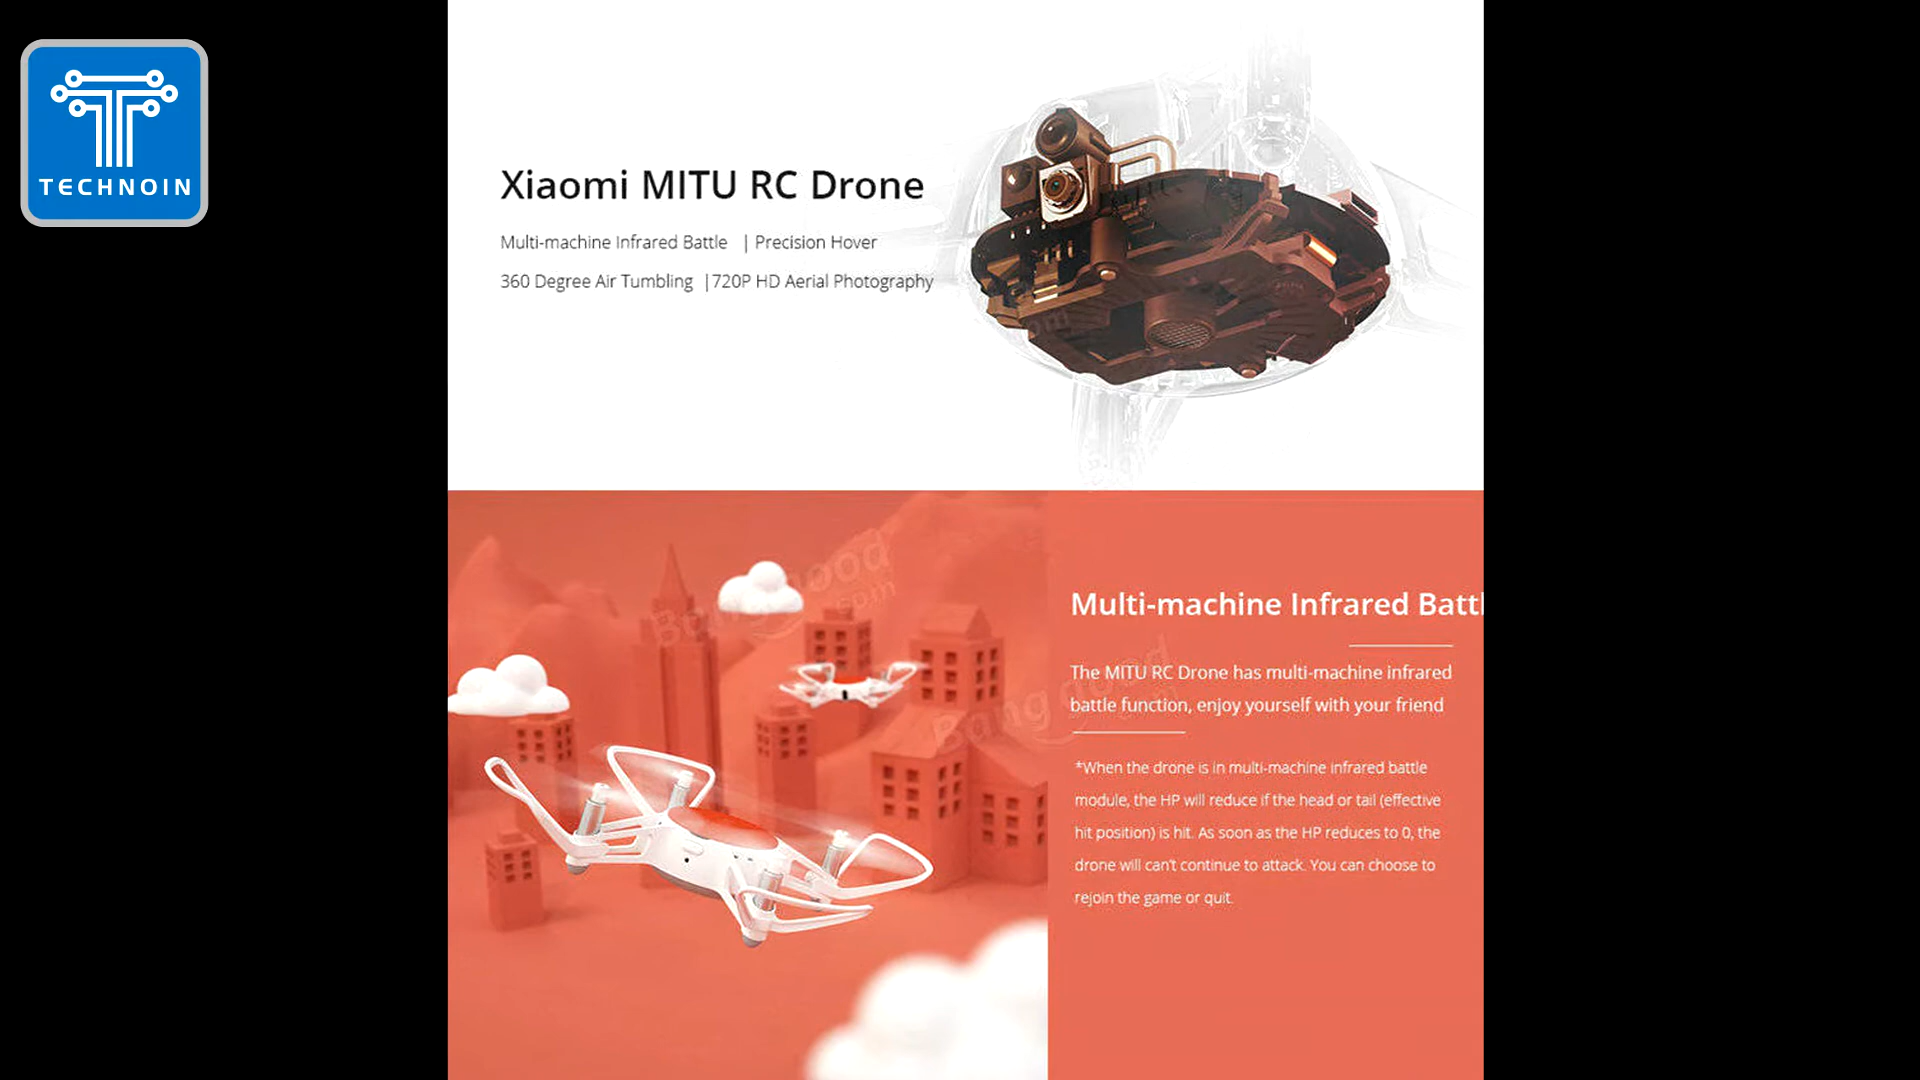 TECHNOIN
Xiaomi MITU RC Drone
Multi-machine Infrared Battle | Precision Hover
360 Degree Air Tumbling |720P HD Aerial Photography
Banggood
.com
Multi-machine Infrared Battl
The MITU RC Drone has multi-machine infrared
battle function, enjoy yourself with your friend
Banggood
*When the drone is in multi-machine infrared battle
module, the HP will reduce if the head or tail (effective
hit position) is hit. As soon as the HP reduces to 0, the
drone will can't continue to attack. You can choose to
rejoin the game or quit.